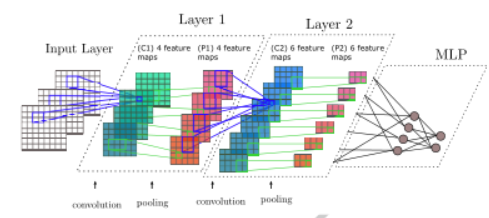 Layer 1
Layer 2
Input Layer
(C1) 4 feature
maps
(P1) 4 feature
maps
(C2) 6 feature
maps
(P2) 6 feature
maps
MLP
convolution
pooling
convolution
pooling